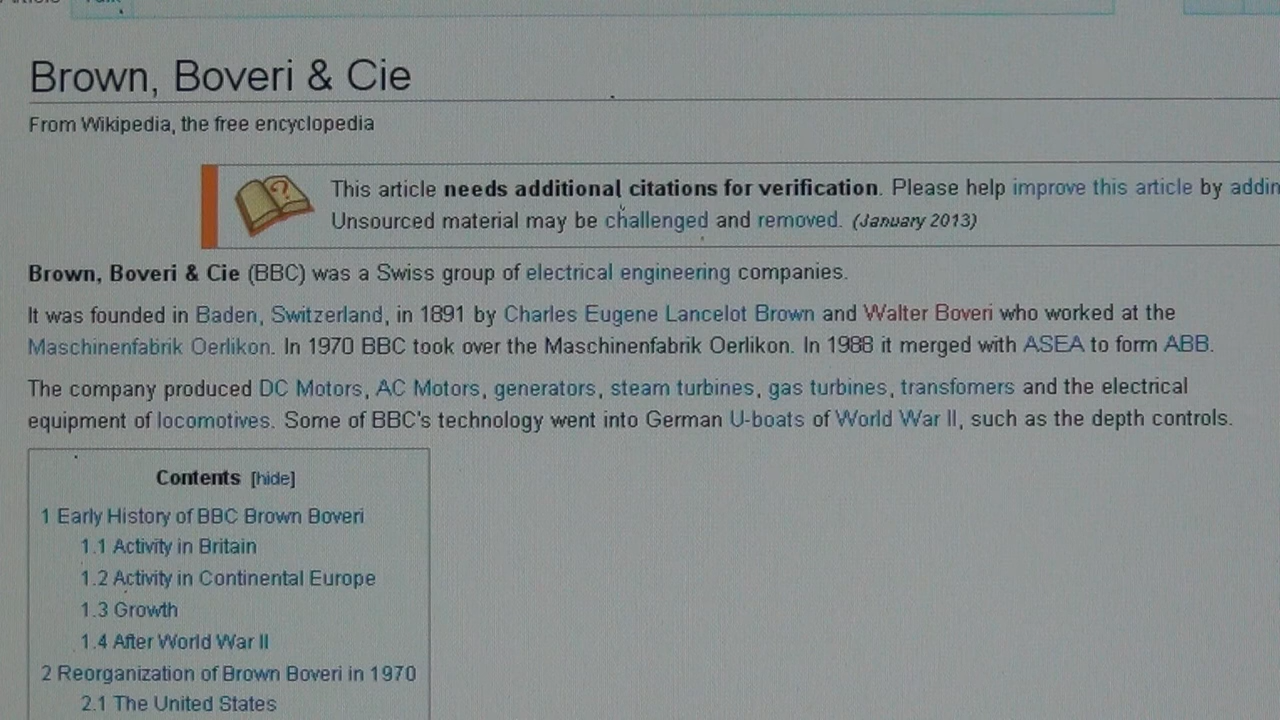 Brown, Boveri & Cie
From Wikipedia, the free encyclopedia
This article needs additional citations for verification. Please help improve this article by
Unsourced material may be challenged and removed. (January 2013)
Brown, Boveri & Cie (BBC) was a Swiss group of electrical engineering companies.
It was founded in Baden, Switzerland, in 1891 by Charles Eugene Lancelot Brown and Walter Boveri who worked at the
Maschinenfabrik Oerlikon. In 1970 BBC took over the Maschinenfabrik Oerlikon. In 1988 it merged with ASEA to form ABB.
The company produced DC Motors, AC Motors, generators, steam turbines, gas turbines, transfomers and the electrical
equipment of locomotives. Some of BBC's technology went into German U-boats of World War II, such as the depth controls.
Contents [hide]
1 Early History of BBC Brown Boveri
1.1 Activity in Britain
1.2 Activity in Continental Europe
1.3 Growth
1.4 After World War II
2 Reorganization of Brown Boveri in 1970
2.1 The United States